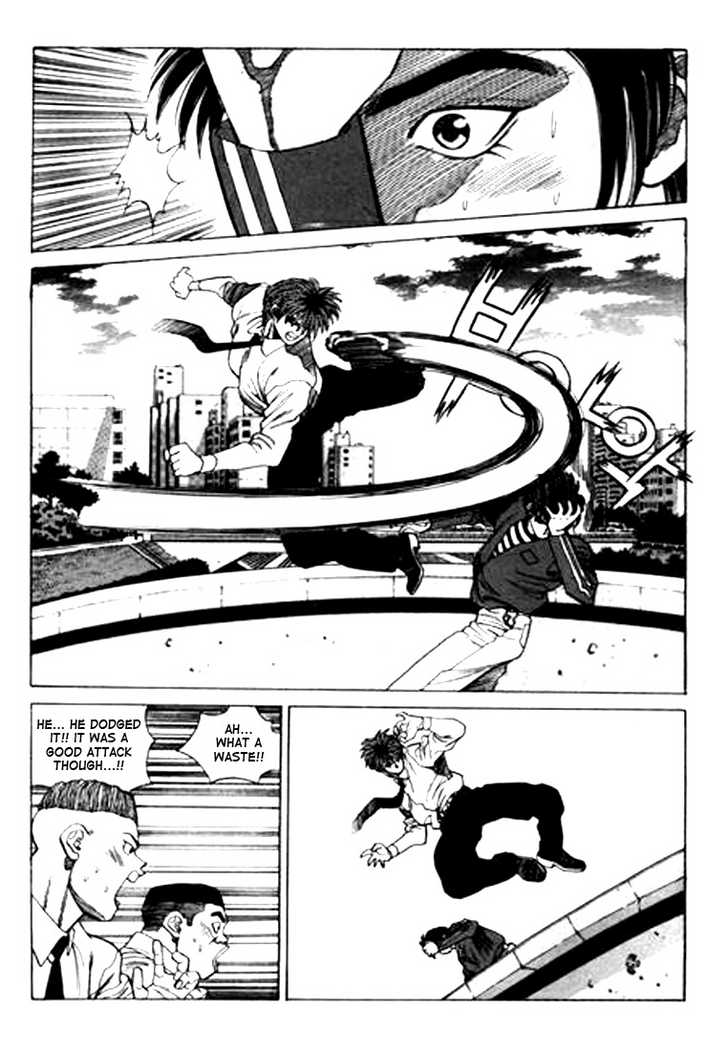 HE... HE DODGED
IT!! IT WAS A
GOOD ATTACK
THOUGH...!!
AH...
WHAT A
WASTE!!